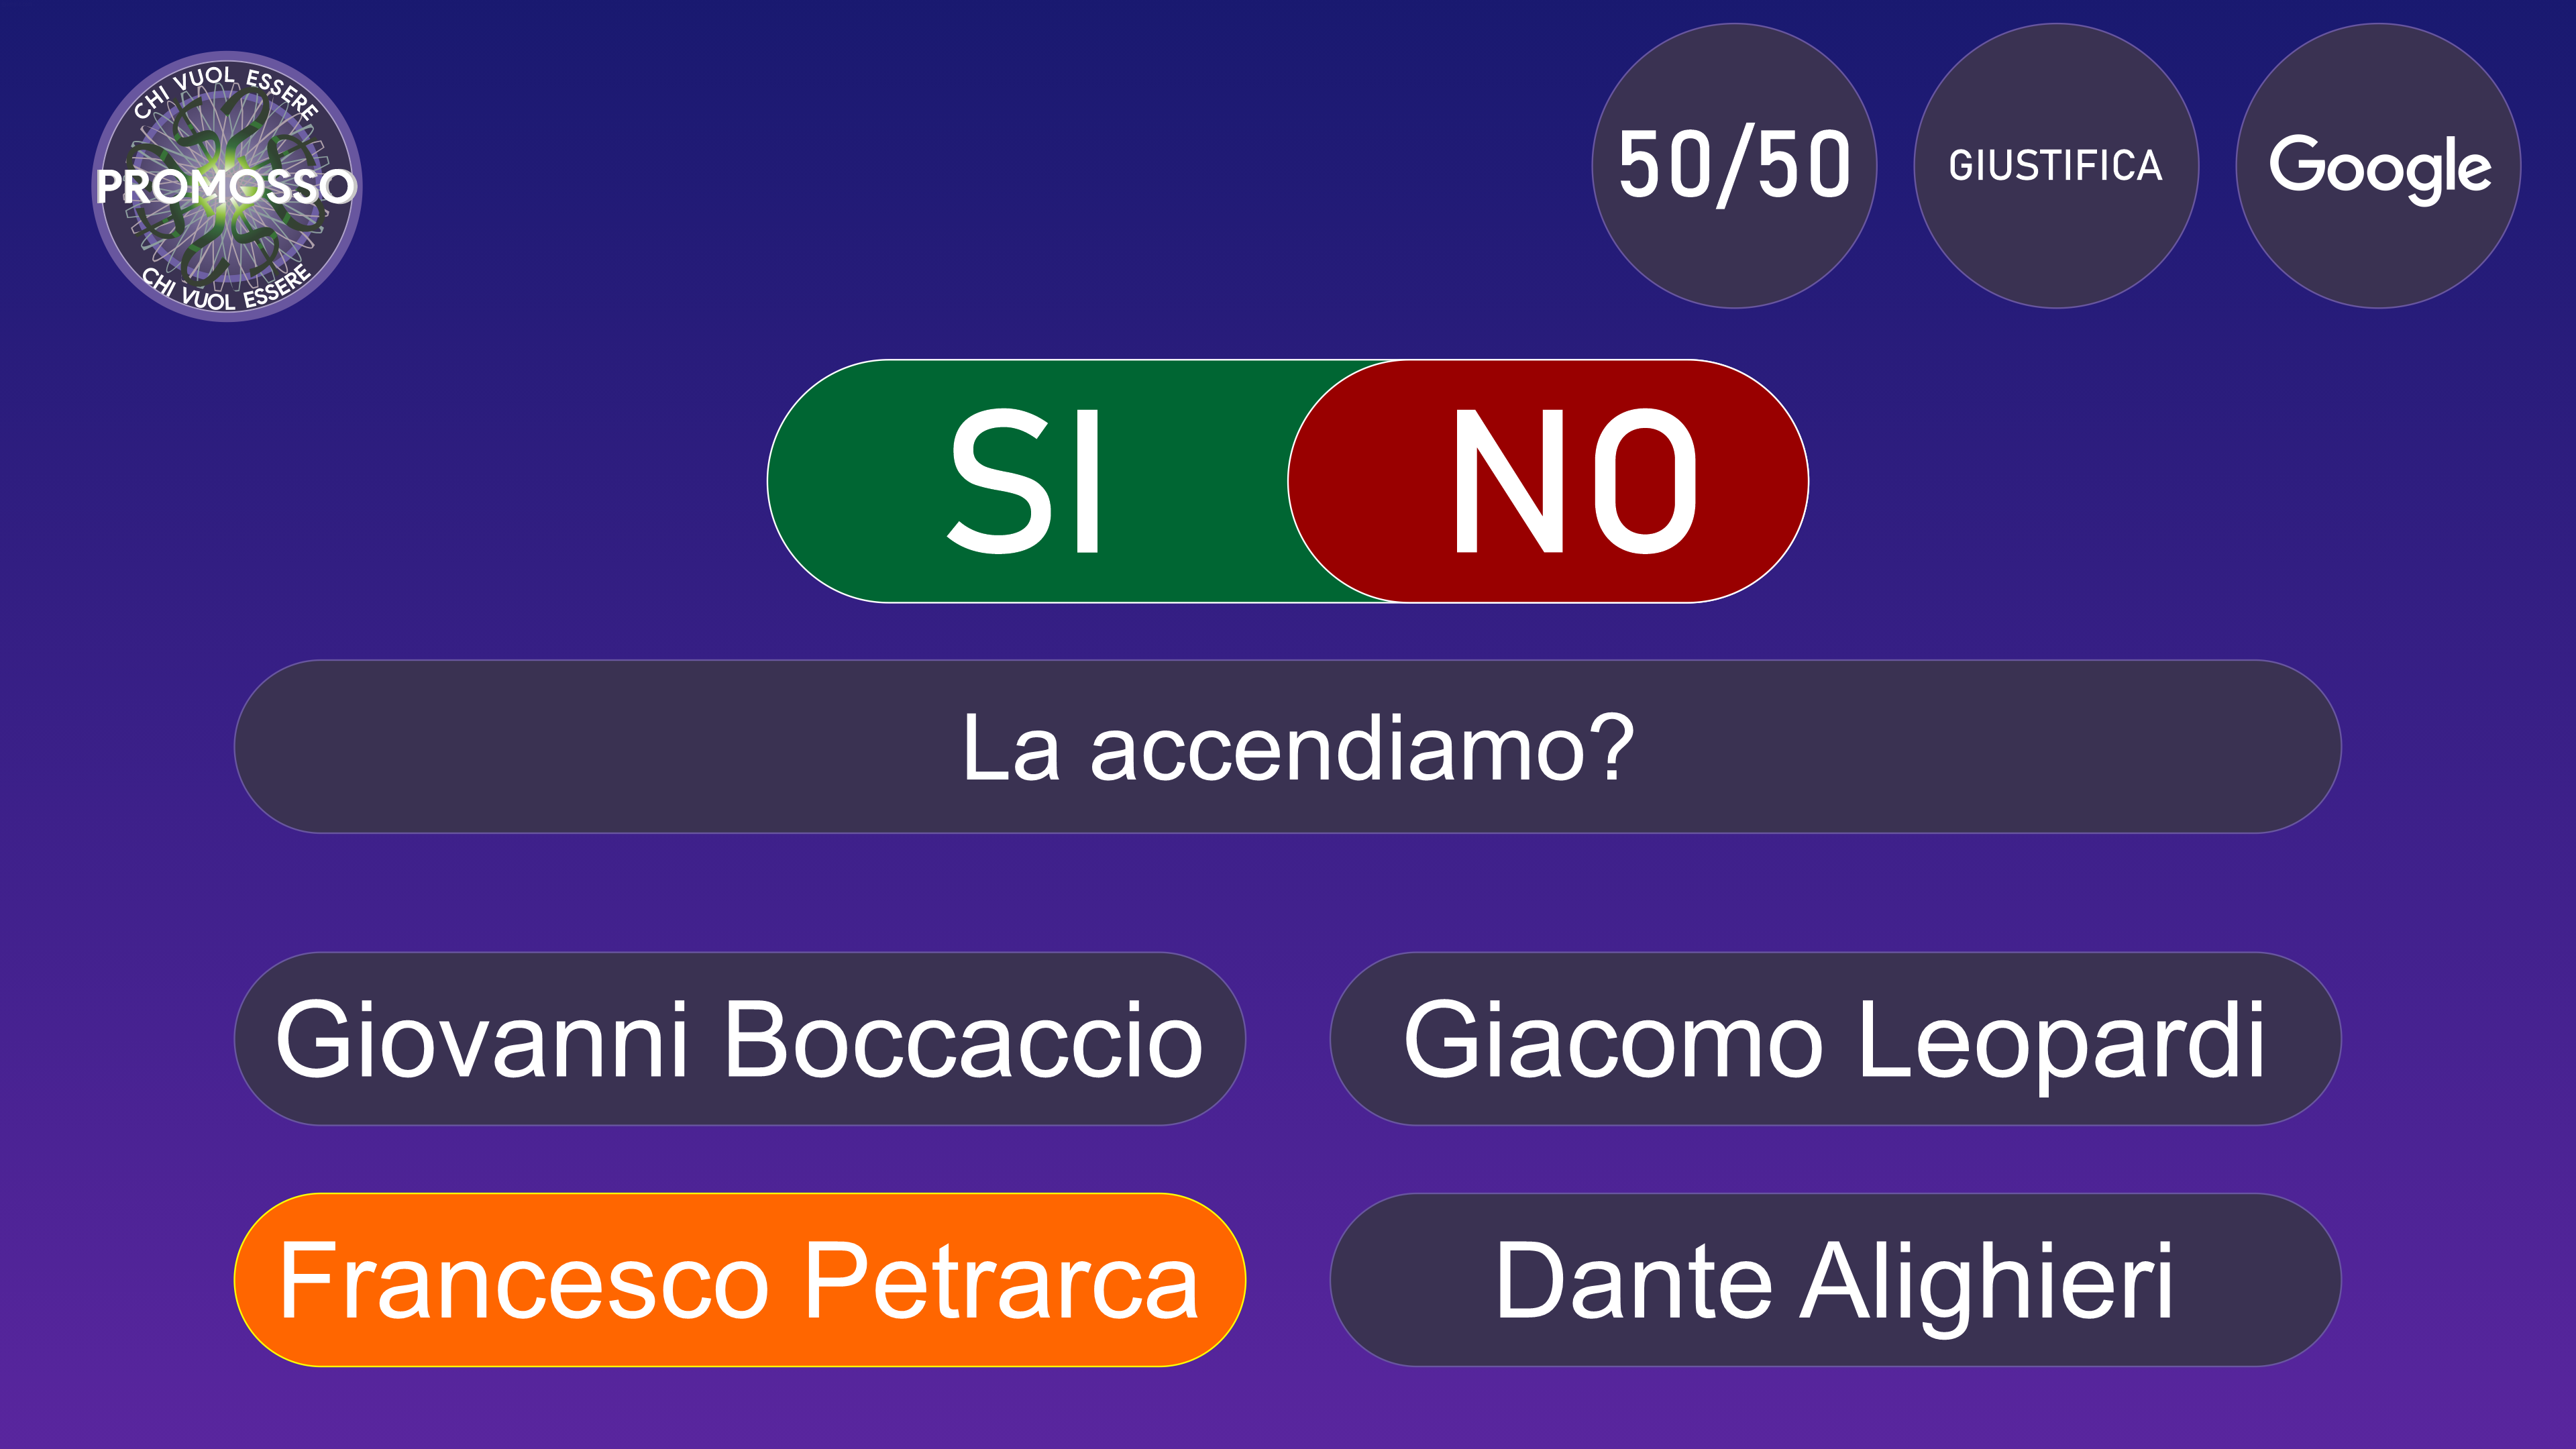 CHI VUOL ESSERE
PROMOSSO
CHI VUOL ESSERE
50/50
GIUSTIFICA
Google
SI
NO
La accendiamo?
Giovanni Boccaccio
Giacomo Leopardi
Francesco Petrarca
Dante Alighieri